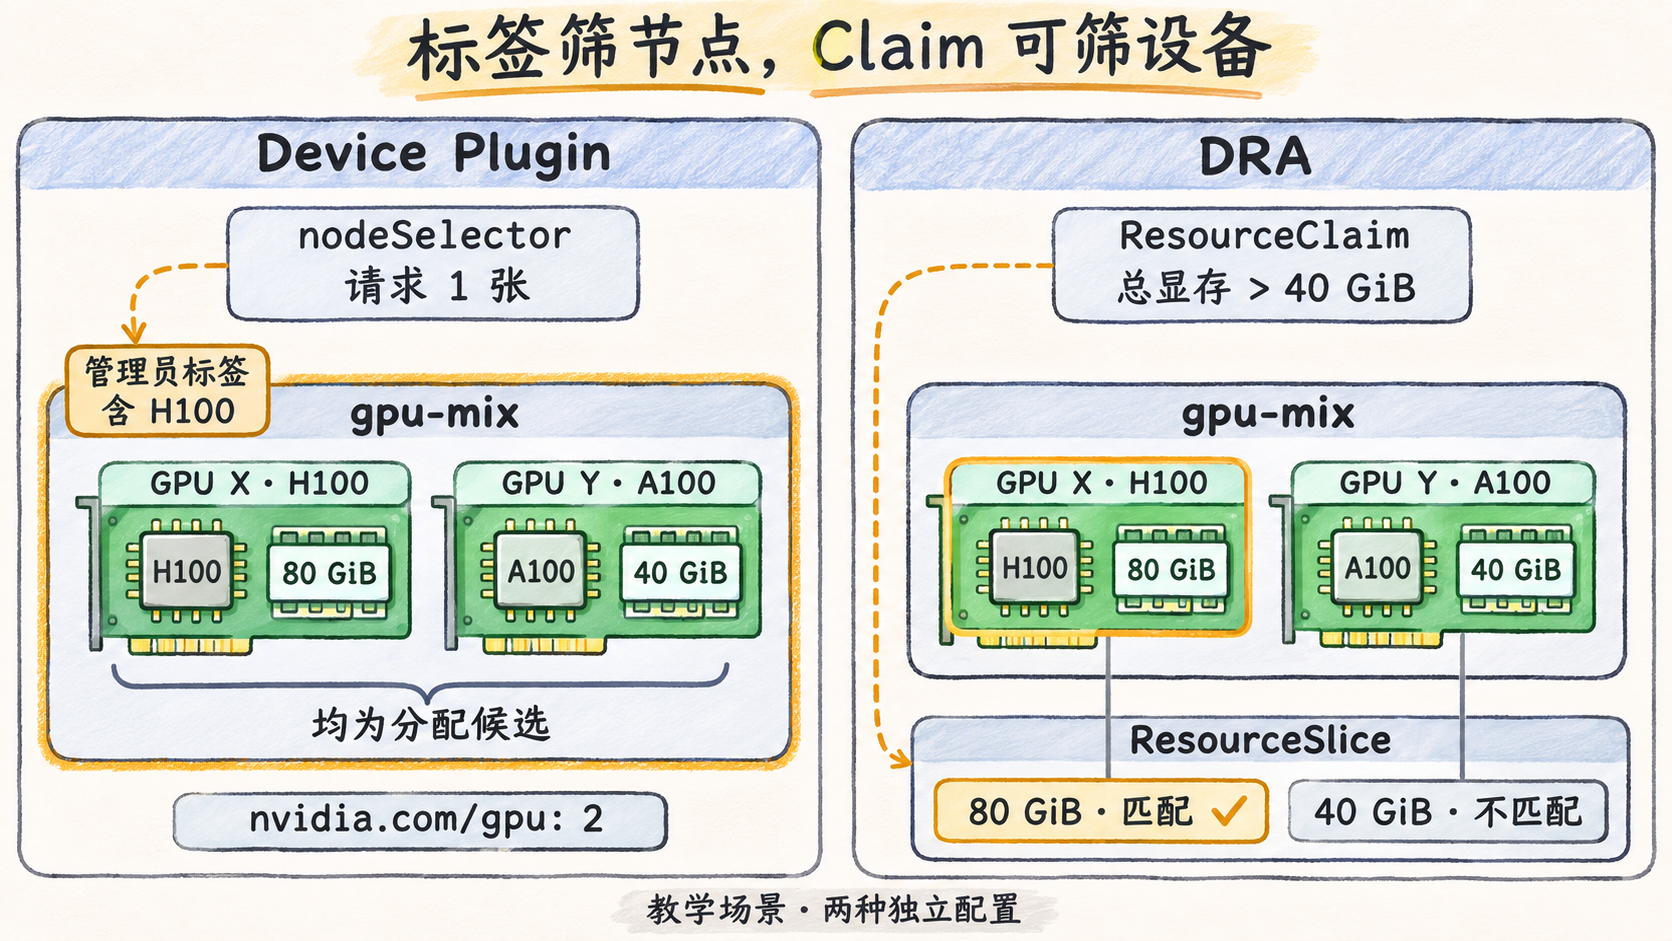 标签筛节点，Claim 可筛设备
Device Plugin
nodeSelector
请求 1 张
管理员标签
含 H100
gpu-mix
GPU X · H100
H100
80 GiB
GPU Y · A100
A100
40 GiB
均为分配候选
nvidia.com/gpu: 2
DRA
ResourceClaim
总显存 > 40 GiB
gpu-mix
GPU X · H100
H100
80 GiB
GPU Y · A100
A100
40 GiB
ResourceSlice
80 GiB · 匹配 ✓
40 GiB · 不匹配
教学场景 · 两种独立配置